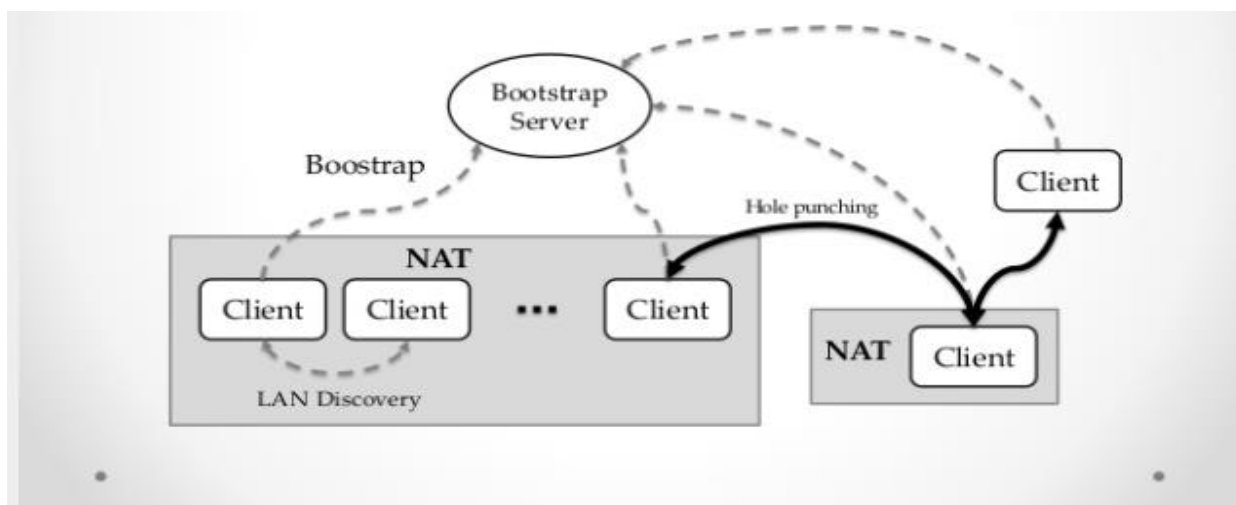 Bootstrap
Server
Boostrap
Client
Hole punching
NAT
Client
Client
...
Client
NAT
Client
LAN Discovery